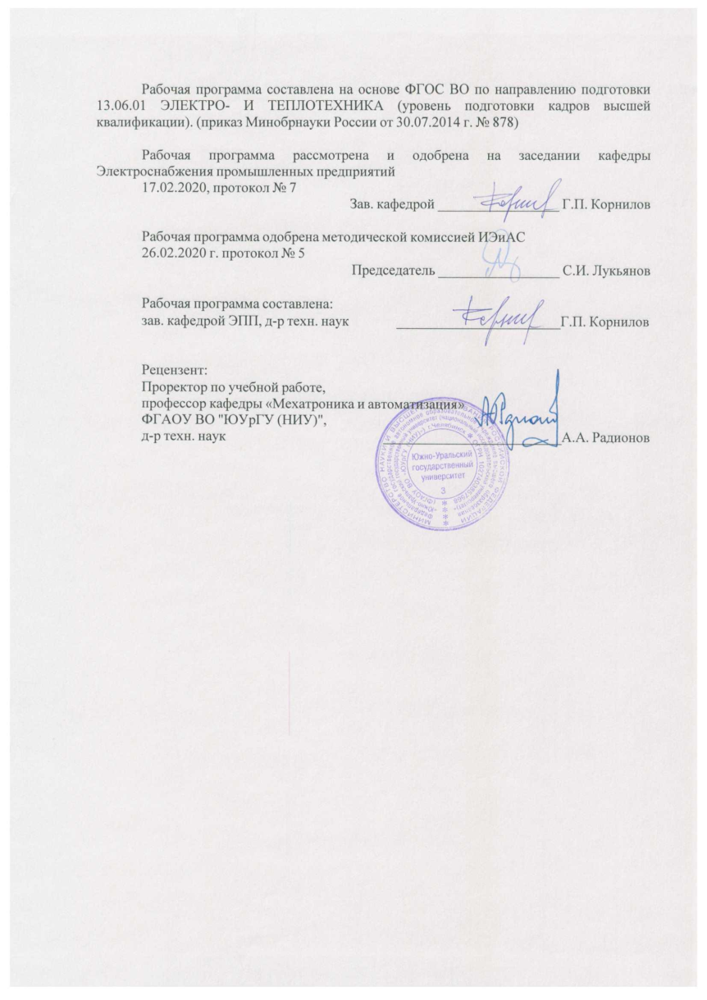 Рабочая программа составлена на основе ФГОС ВО по направлению подготовки
13.06.01 ЭЛЕКТРО- И ТЕПЛОТЕХНИКА (уровень подготовки кадров высшей
квалификации). (приказ Минобрнауки России от 30.07.2014 г. № 878)
Рабочая программа рассмотрена и одобрена на заседании кафедры
Электроснабжения промышленных предприятий
17.02.2020, протокол № 7
Зав. кафедрой Г.П. Корнилов
Рабочая программа одобрена методической комиссией ИЭиАС
26.02.2020 г. протокол № 5
Председатель С.И. Лукьянов
Рабочая программа составлена:
зав. кафедрой ЭПП, д-р техн. наук Г.П. Корнилов
Рецензент:
Проректор по учебной работе,
профессор кафедры «Мехатроника и автоматизация»
ФГАОУ ВО "ЮУрГУ (НИУ)",
д-р техн. наук А.А. Радионов
Южно-Уральский
государственный
университет
3